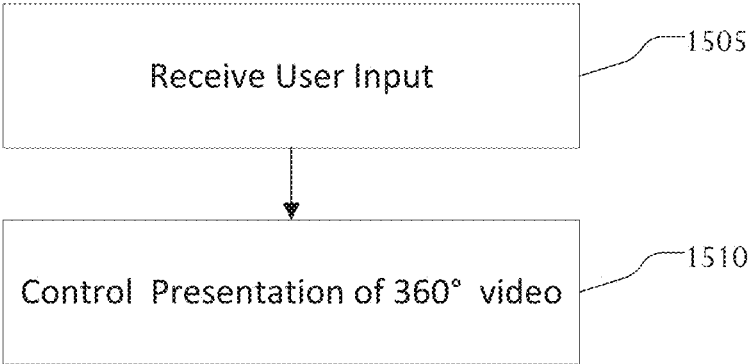 Receive User Input
1505
Control Presentation of 360° video
1510